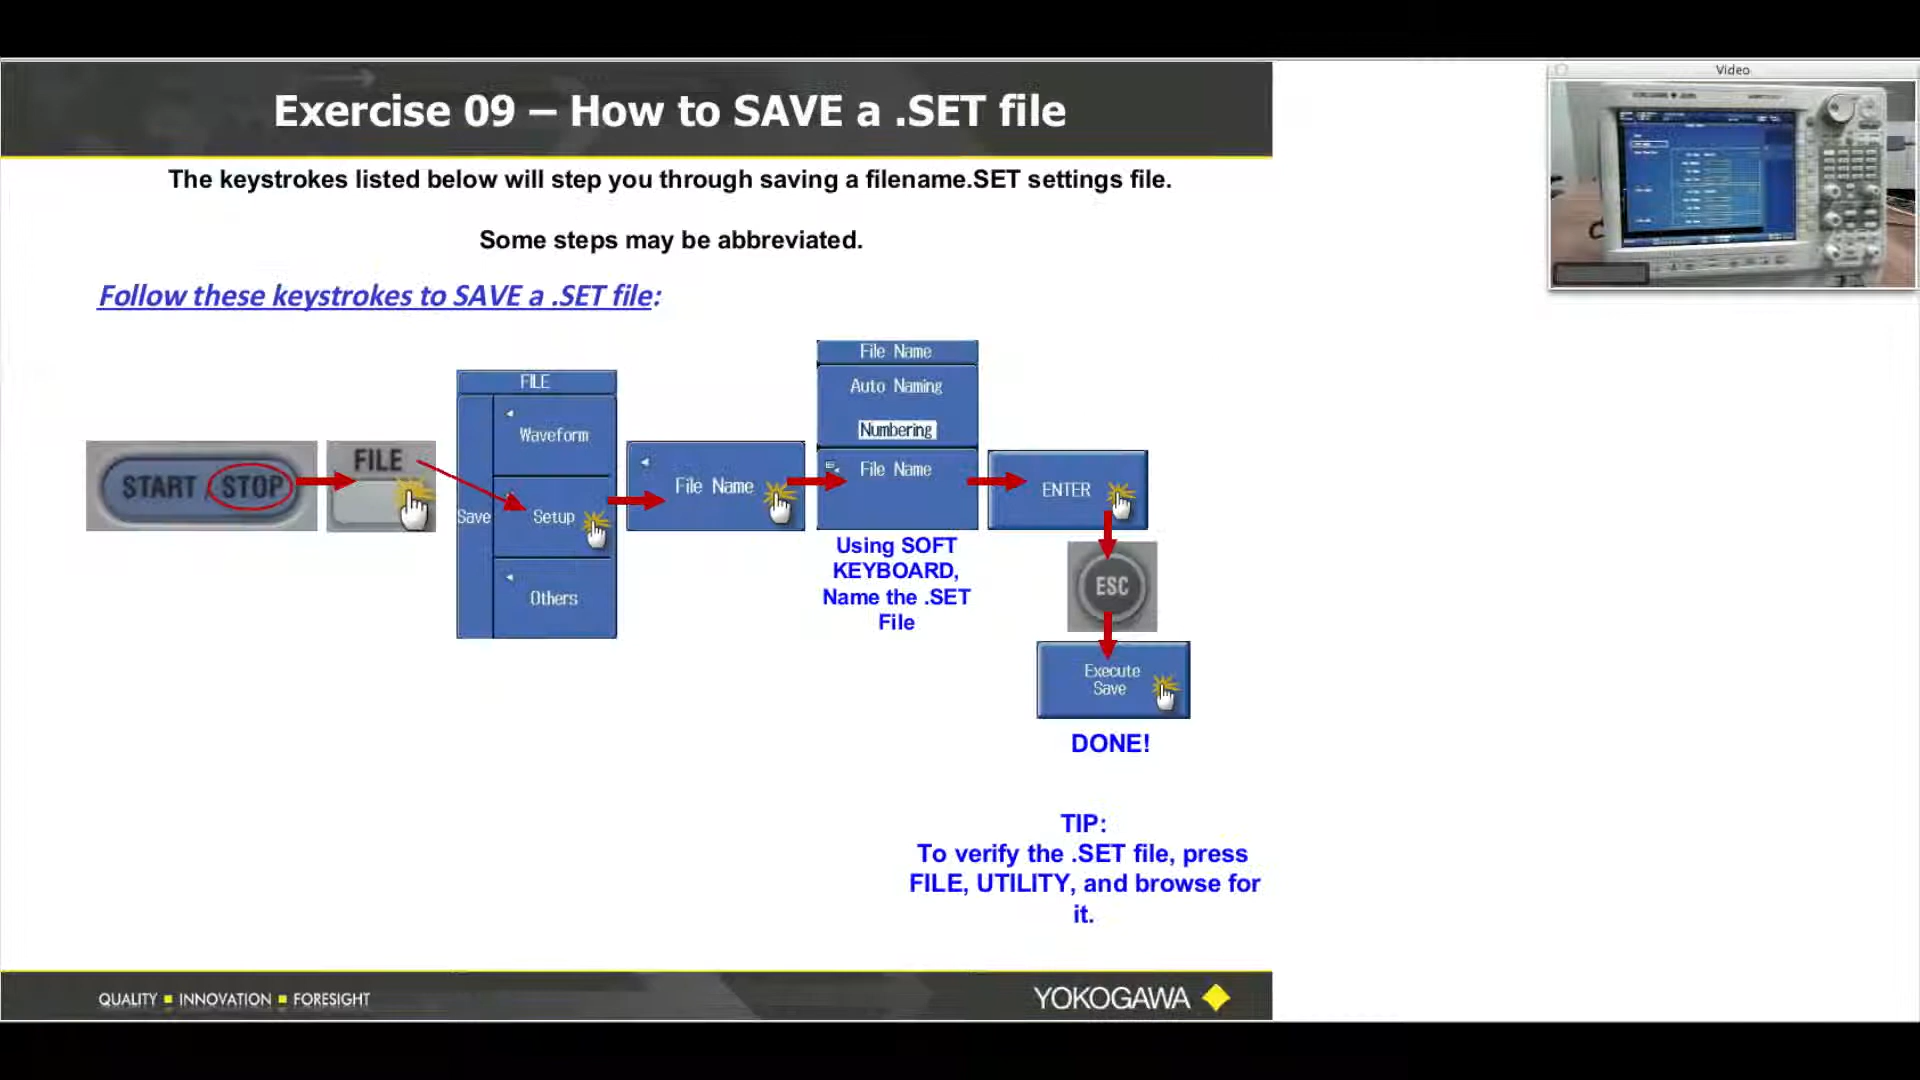 Exercise 09 – How to SAVE a .SET file
Video
The keystrokes listed below will step you through saving a filename.SET settings file.
Some steps may be abbreviated.
Follow these keystrokes to SAVE a .SET file:
START / STOP
FILE
FILE
Save
Waveform
Setup
Others
File Name
File Name
Auto Naming
Numbering
File Name
Using SOFT
KEYBOARD,
Name the .SET
File
ENTER
ESC
Execute
Save
DONE!
TIP:
To verify the .SET file, press
FILE, UTILITY, and browse for
it.
QUALITY INNOVATION FORESIGHT
YOKOGAWA